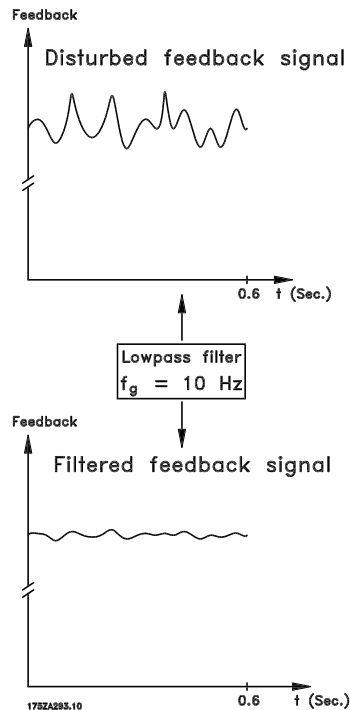 Feedback
Disturbed feedback signal
0.6 t (Sec.)
Lowpass filter
fg = 10 Hz
Feedback
Filtered feedback signal
175ZA293.10
0.6 t (Sec.)